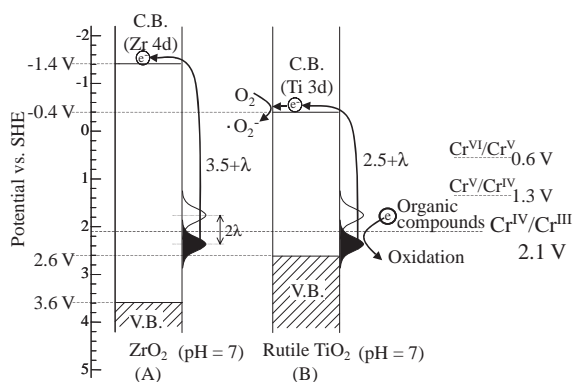 Potential vs. SHE
-2
-1
0
1
2
3
4
5
-1.4 V
-0.4 V
2.6 V
3.6 V
C.B.
(Zr 4d)
e-
3.5+λ
2λ
V.B.
ZrO2 (pH = 7)
(A)
C.B.
(Ti 3d)
O2
e-
·O2-
2.5+λ
V.B.
Rutile TiO2 (pH = 7)
(B)
e
Organic
compounds
Oxidation
CrVI/CrV
0.6 V
CrV/CrIV
1.3 V
CrIV/CrIII
2.1 V